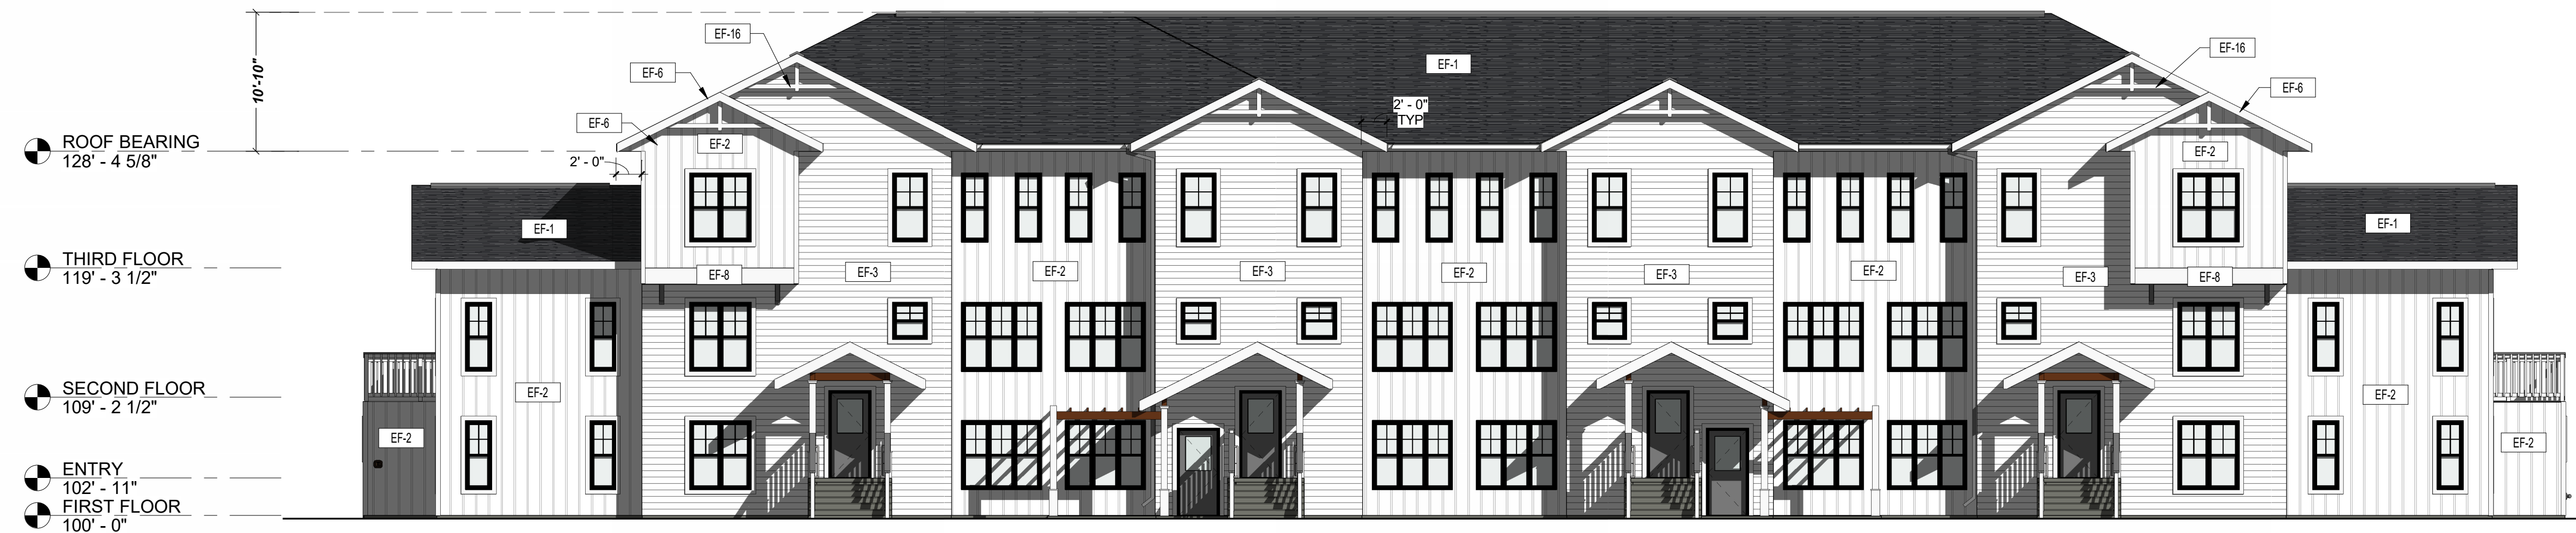 10'-10"
EF-16
EF-16
EF-6
EF-1
EF-6
2' - 0"
TYP
EF-6
ROOF BEARING
128' - 4 5/8"
EF-2
EF-2
2' - 0"
EF-1
EF-1
THIRD FLOOR
119' - 3 1/2"
EF-8
EF-3
EF-2
EF-3
EF-2
EF-3
EF-2
EF-3
EF-8
SECOND FLOOR
109' - 2 1/2"
EF-2
EF-2
EF-2
EF-2
ENTRY
102' - 11"
FIRST FLOOR
100' - 0"